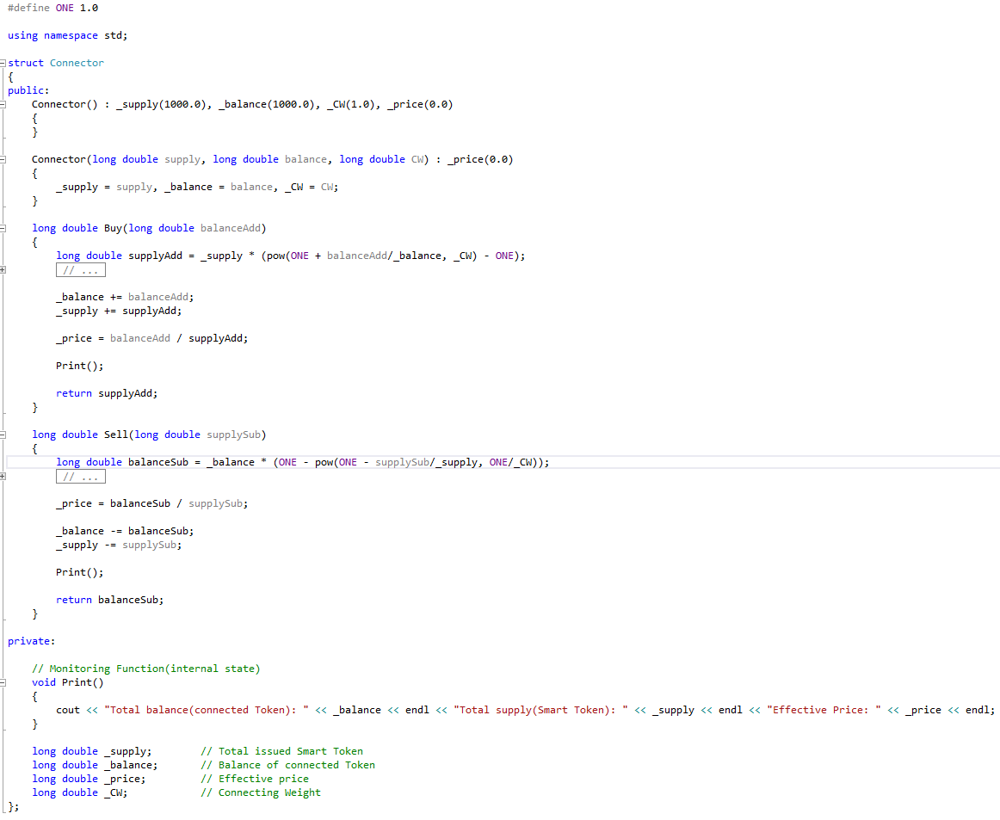 #define ONE 1.0
using namespace std;
struct Connector
{
public:
    Connector() : _supply(1000.0), _balance(1000.0), _CW(1.0), _price(0.0)
    {
    }
    Connector(long double supply, long double balance, long double CW) : _price(0.0)
    {
        _supply = supply, _balance = balance, _CW = CW;
    }
    long double Buy(long double balanceAdd)
    {
        long double supplyAdd = _supply * (pow(ONE + balanceAdd/_balance, _CW) - ONE);
        // ...
        _balance += balanceAdd;
        _supply += supplyAdd;
        _price = balanceAdd / supplyAdd;
        Print();
        return supplyAdd;
    }
    long double Sell(long double supplySub)
    {
        long double balanceSub = _balance * (ONE - pow(ONE - supplySub/_supply, ONE/_CW));
        // ...
        _price = balanceSub / supplySub;
        _balance -= balanceSub;
        _supply -= supplySub;
        Print();
        return balanceSub;
    }
private:
    // Monitoring Function(internal state)
    void Print()
    {
        cout << "Total balance(connected Token): " << _balance << endl << "Total supply(Smart Token): " << _supply << endl << "Effective Price: " << _price << endl;
    }
    long double _supply;        // Total issued Smart Token
    long double _balance;       // Balance of connected Token
    long double _price;         // Effective price
    long double _CW;            // Connecting Weight
};